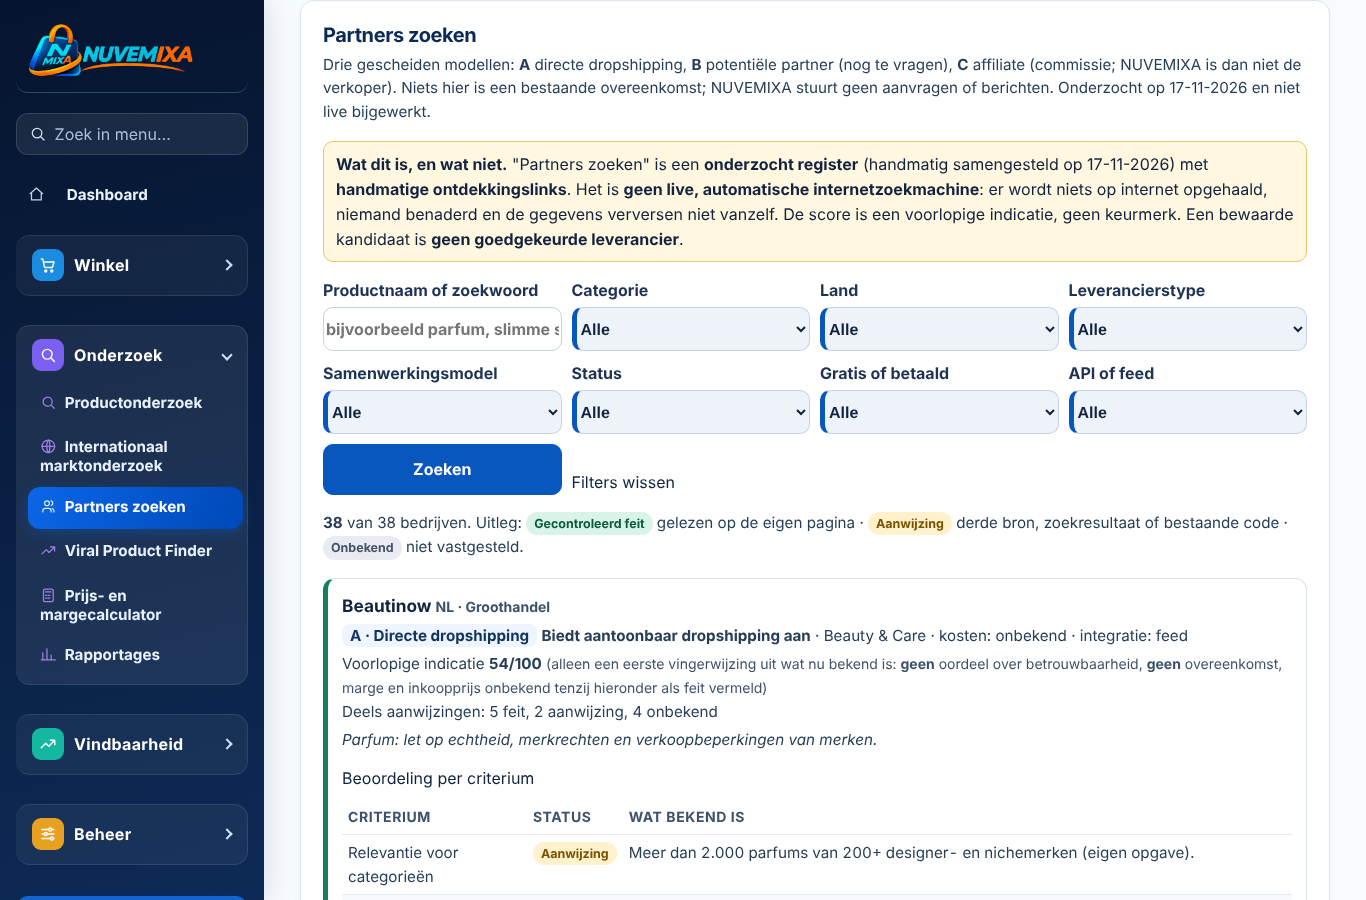 N
MIXA
NUVEMIXA
Zoek in menu...
Dashboard
Winkel
Onderzoek
Productonderzoek
Internationaal
marktonderzoek
Partners zoeken
Viral Product Finder
Prijs- en
margecalculator
Rapportages
Vindbaarheid
Beheer
Partners zoeken
Drie gescheiden modellen: A directe dropshipping, B potentiële partner (nog te vragen), C affiliate (commissie; NUVEMIXA is dan niet de
verkoper). Niets hier is een bestaande overeenkomst; NUVEMIXA stuurt geen aanvragen of berichten. Onderzocht op 17-11-2026 en niet
live bijgewerkt.
Wat dit is, en wat niet. "Partners zoeken" is een onderzocht register (handmatig samengesteld op 17-11-2026) met
handmatige ontdekkingslinks. Het is geen live, automatische internetzoekmachine: er wordt niets op internet opgehaald,
niemand benaderd en de gegevens verversen niet vanzelf. De score is een voorlopige indicatie, geen keurmerk. Een bewaarde
kandidaat is geen goedgekeurde leverancier.
Productnaam of zoekwoord Categorie Land Leverancierstype
bijvoorbeeld parfum, slimme s Alle Alle Alle
Samenwerkingsmodel Status Gratis of betaald API of feed
Alle Alle Alle Alle
Zoeken Filters wissen
38 van 38 bedrijven. Uitleg: Gecontroleerd feit gelezen op de eigen pagina · Aanwijzing derde bron, zoekresultaat of bestaande code ·
Onbekend niet vastgesteld.
Beautinow NL · Groothandel
A · Directe dropshipping Biedt aantoonbaar dropshipping aan · Beauty & Care · kosten: onbekend · integratie: feed
Voorlopige indicatie 54/100 (alleen een eerste vingerwijzing uit wat nu bekend is: geen oordeel over betrouwbaarheid, geen overeenkomst,
marge en inkoopprijs onbekend tenzij hieronder als feit vermeld)
Deels aanwijzingen: 5 feit, 2 aanwijzing, 4 onbekend
Parfum: let op echtheid, merkrechten en verkoopbeperkingen van merken.
Beoordeling per criterium
CRITERIUM STATUS WAT BEKEND IS
Relevantie voor Aanwijzing Meer dan 2.000 parfums van 200+ designer- en nichemerken (eigen opgave).
categorieën